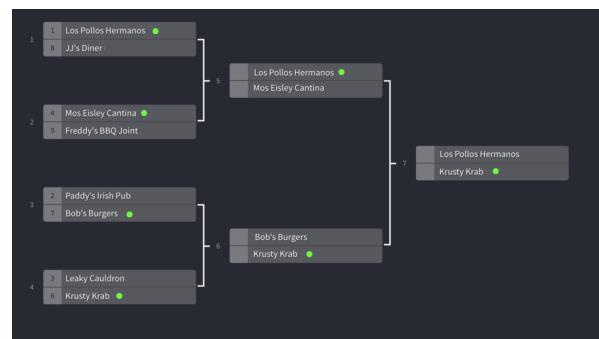 1
1 Los Pollos Hermanos
8 JJ's Diner
2
4 Mos Eisley Cantina
5 Freddy's BBQ Joint
3
2 Paddy's Irish Pub
7 Bob's Burgers
4
3 Leaky Cauldron
6 Krusty Krab
5
Los Pollos Hermanos
Mos Eisley Cantina
6
Bob's Burgers
Krusty Krab
7
Los Pollos Hermanos
Krusty Krab